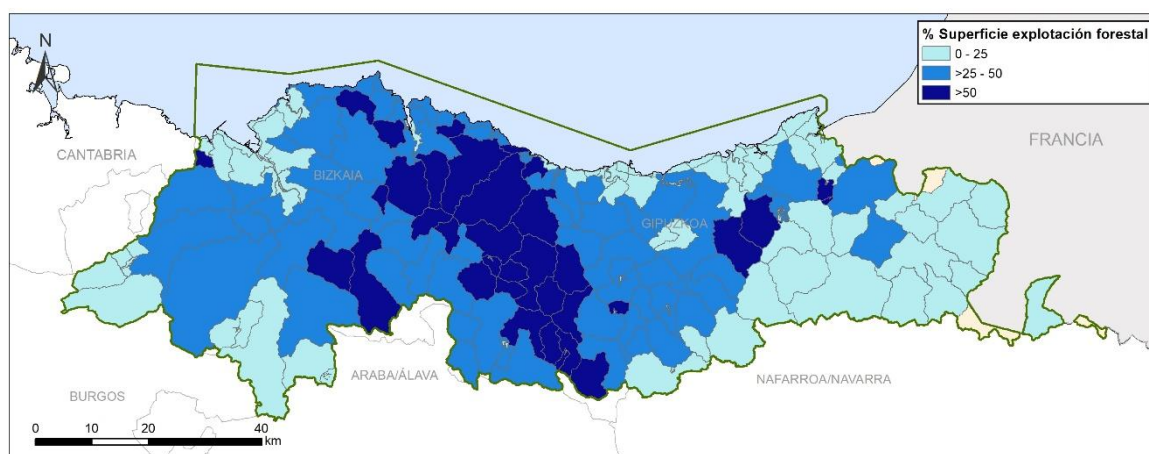 % Superficie explotación forestal
0 - 25
>25 - 50
>50
N
FRANCIA
CANTABRIA
BIZKAIA
GIPUZKOA
ARABA/ÁLAVA
NAFARROA/NAVARRA
BURGOS
0 10 20 40
km